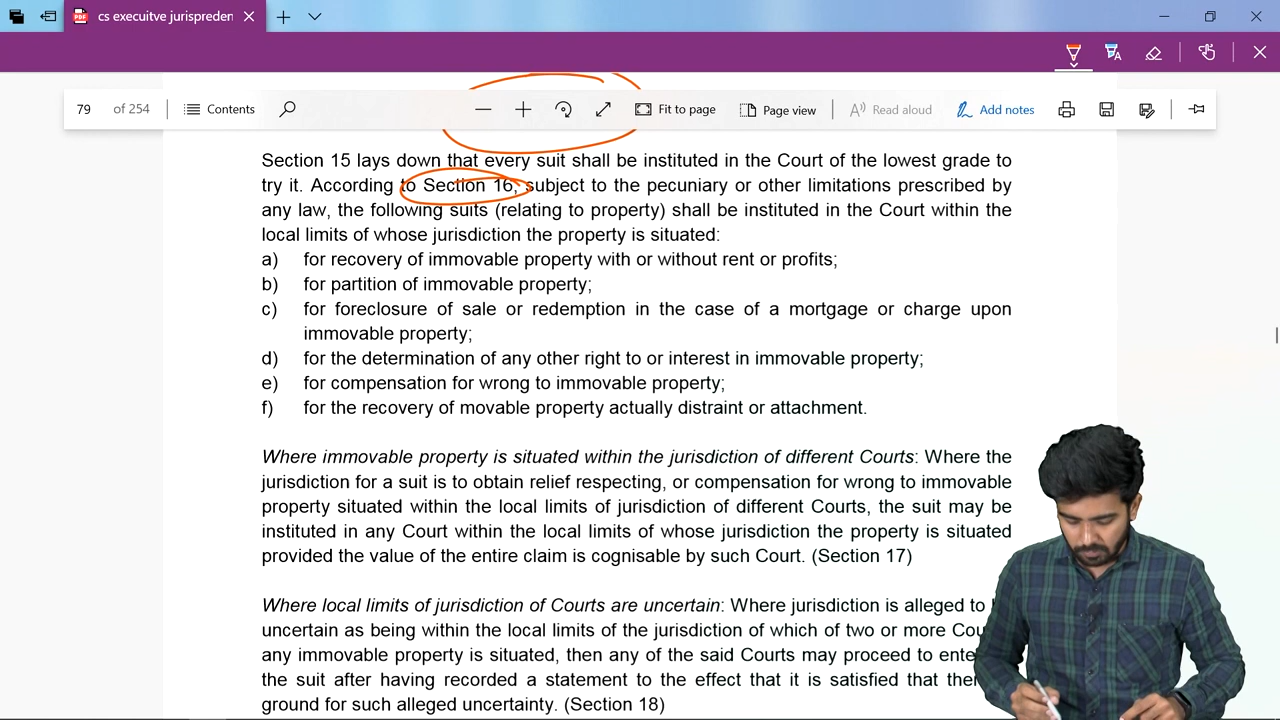 cs execuitve jurispreden
79 of 254 Contents Fit to page Page view Read aloud Add notes
Section 15 lays down that every suit shall be instituted in the Court of the lowest grade to
try it. According to Section 16, subject to the pecuniary or other limitations prescribed by
any law, the following suits (relating to property) shall be instituted in the Court within the
local limits of whose jurisdiction the property is situated:
a) for recovery of immovable property with or without rent or profits;
b) for partition of immovable property;
c) for foreclosure of sale or redemption in the case of a mortgage or charge upon
immovable property;
d) for the determination of any other right to or interest in immovable property;
e) for compensation for wrong to immovable property;
f) for the recovery of movable property actually distraint or attachment.
Where immovable property is situated within the jurisdiction of different Courts: Where the
jurisdiction for a suit is to obtain relief respecting, or compensation for wrong to immovable
property situated within the local limits of jurisdiction of different Courts, the suit may be
instituted in any Court within the local limits of whose jurisdiction the property is situated
provided the value of the entire claim is cognisable by such Court. (Section 17)
Where local limits of jurisdiction of Courts are uncertain: Where jurisdiction is alleged to
uncertain as being within the local limits of the jurisdiction of which of two or more Cou
any immovable property is situated, then any of the said Courts may proceed to ente
the suit after having recorded a statement to the effect that it is satisfied that the
ground for such alleged uncertainty. (Section 18)